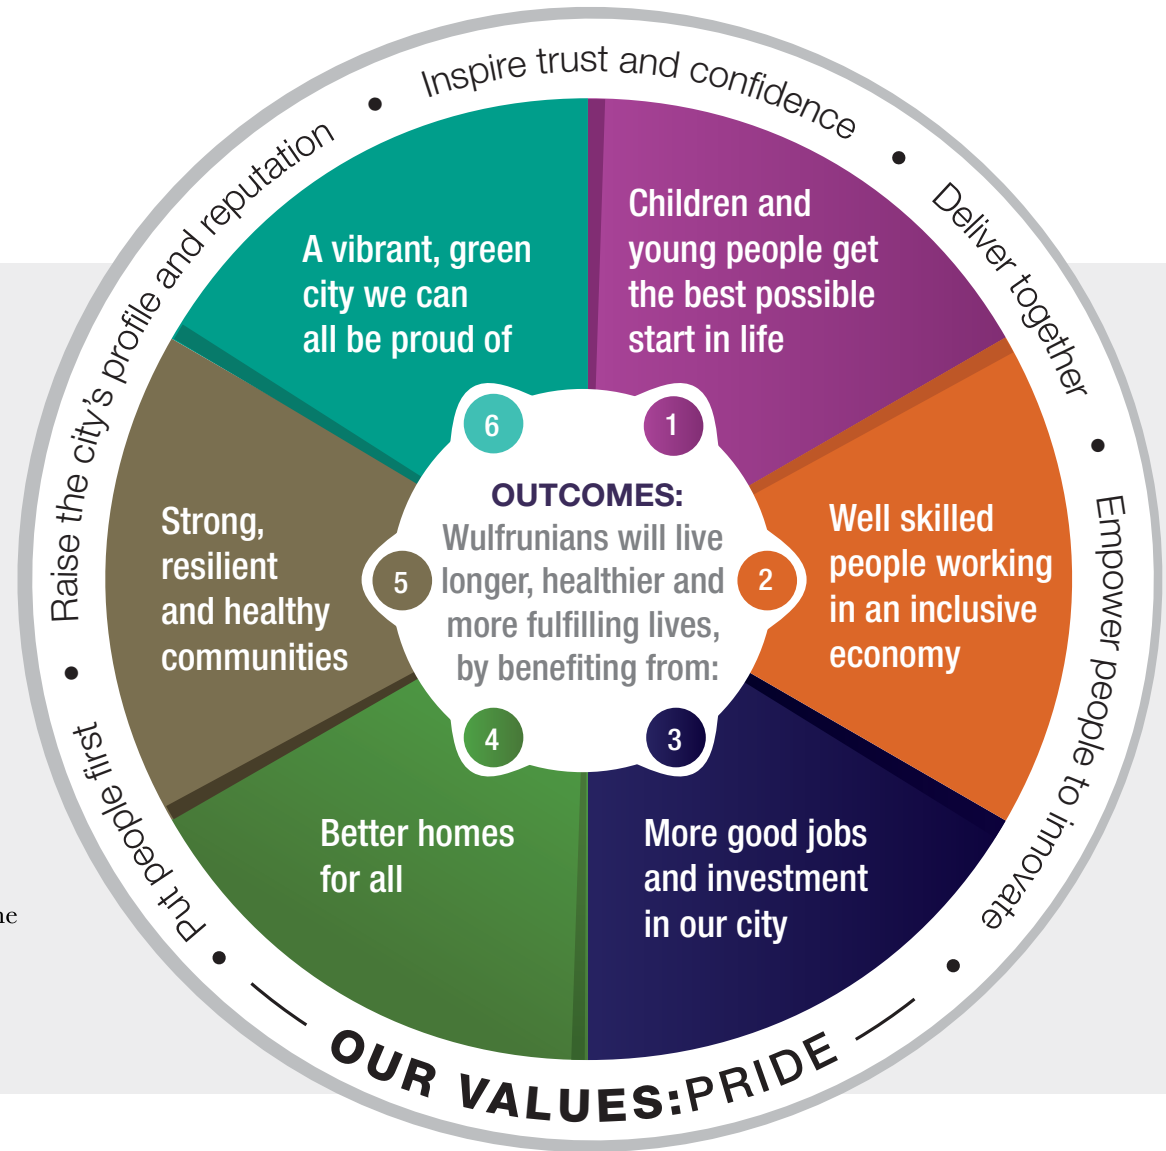 Put people first • Raise the city's profile and reputation • Inspire trust and confidence • Deliver together • Empower people to innovate •
Children and
young people get
the best possible
start in life
A vibrant, green
city we can
all be proud of
6
1
OUTCOMES:
Wulfrunians will live
longer, healthier and
more fulfilling lives,
by benefiting from:
Well skilled
people working
in an inclusive
economy
2
Strong,
resilient
and healthy
communities
5
4
3
Better homes
for all
More good jobs
and investment
in our city
OUR VALUES:PRIDE